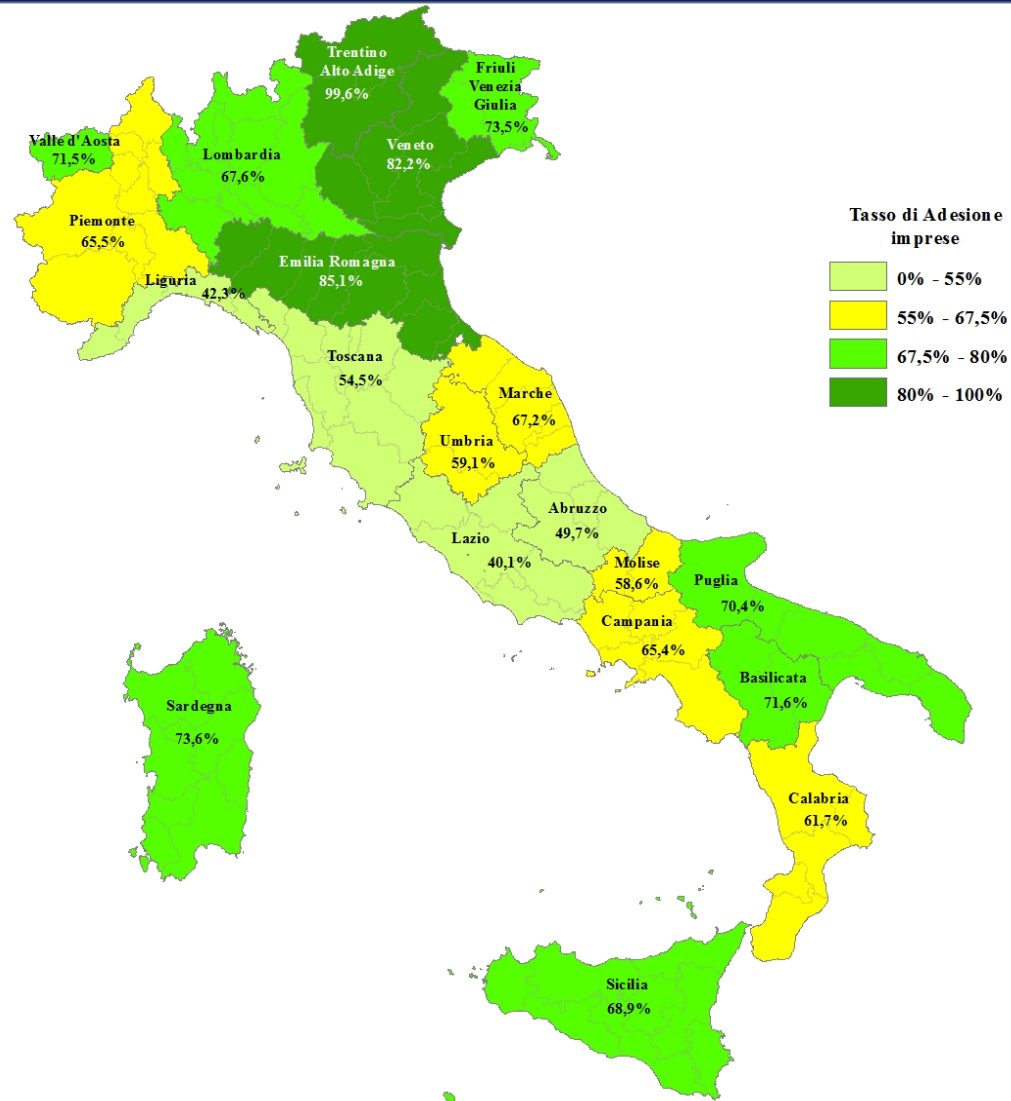 Trentino
Alto Adige
99,6%
Friuli
Venezia
Giulia
73,5%
Valle d'Aosta
71,5%
Lombardia
67,6%
Veneto
82,2%
Piemonte
65,5%
Emilia Romagna
85,1%
Liguria
42,3%
Tasso di Adesione
imprese
0% - 55%
55% - 67,5%
67,5% - 80%
80% - 100%
Toscana
54,5%
Marche
67,2%
Umbria
59,1%
Abruzzo
49,7%
Lazio
40,1%
Molise
58,6%
Puglia
70,4%
Campania
65,4%
Basilicata
71,6%
Sardegna
73,6%
Calabria
61,7%
Sicilia
68,9%